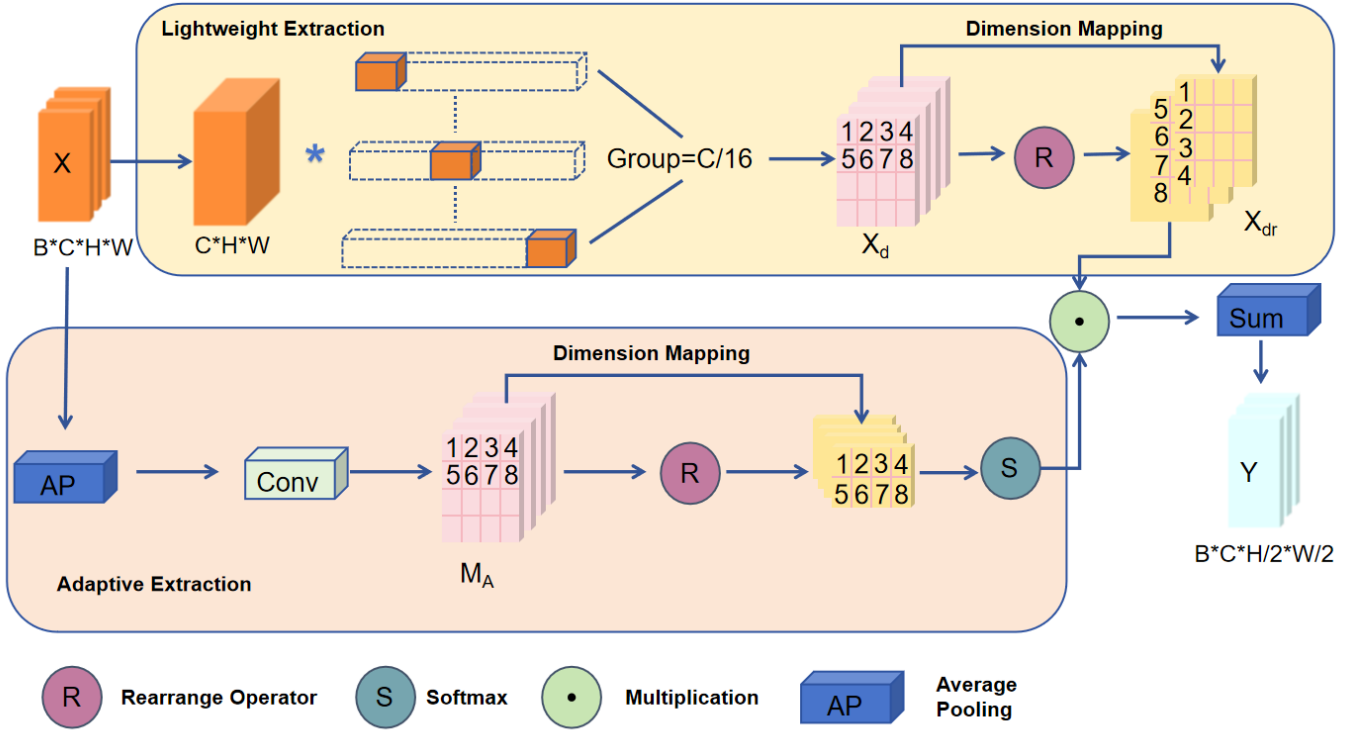 Lightweight Extraction
Dimension Mapping
X
B*C*H*W
C*H*W
*
Group=C/16
1 2 3 4
5 6 7 8
X_d
R
1
2
3
4
5
6
7
8
X_dr
Sum
Y
B*C*H/2*W/2
Dimension Mapping
AP
Conv
1 2 3 4
5 6 7 8
M_A
R
1 2 3 4
5 6 7 8
S
Adaptive Extraction
R
Rearrange Operator
S
Softmax
Multiplication
AP
Average
Pooling